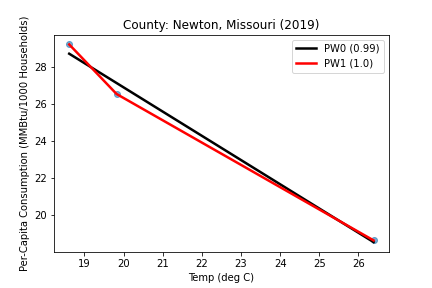 County: Newton, Missouri (2019)
PW0 (0.99)
PW1 (1.0)
Per-Capita Consumption (MMBtu/1000 Households)
28
26
24
22
20
19 20 21 22 23 24 25 26
Temp (deg C)